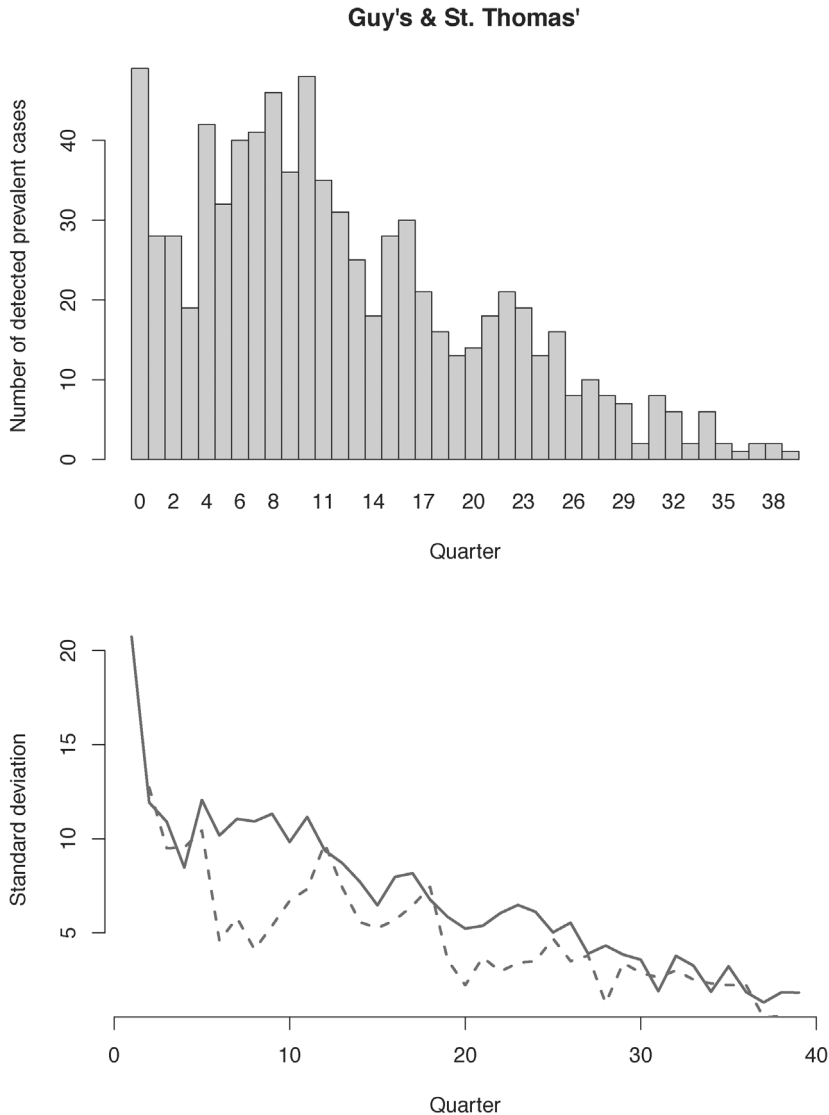 Guy's & St. Thomas'
Number of detected prevalent cases
40
30
20
10
0
0 2 4 6 8 11 14 17 20 23 26 29 32 35 38
Quarter
Standard deviation
20
15
10
5
0 10 20 30 40
Quarter